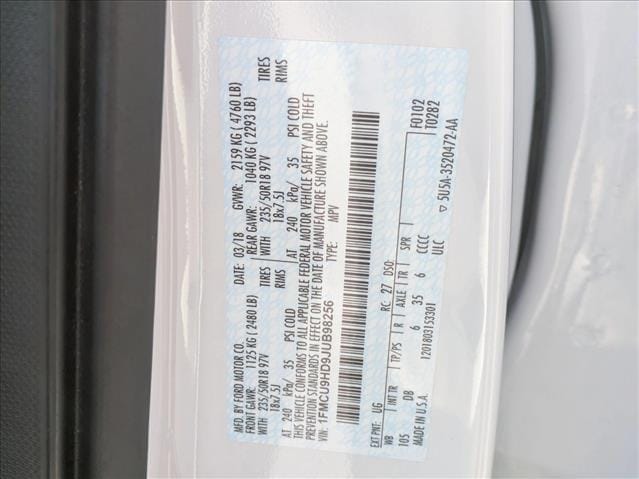 MFD. BY FORD MOTOR CO.
DATE: 03/18 GVWR: 2159 KG ( 4760 LB)
FRONT GAWR: 1125 KG ( 2480 LB) REAR GAWR: 1040 KG ( 2293 LB)
WITH 235/50R18 97V TIRES WITH 235/50R18 97V TIRES
18x7.5J RIMS 18x7.5J RIMS
AT 240 kPa/ 35 PSI COLD AT 240 kPa/ 35 PSI COLD
THIS VEHICLE CONFORMS TO ALL APPLICABLE FEDERAL MOTOR VEHICLE SAFETY AND THEFT
PREVENTION STANDARDS IN EFFECT ON THE DATE OF MANUFACTURE SHOWN ABOVE.
VIN: 1FMCU9HD9JUB98256 TYPE: MPV
F0102
T0282
EXT PNT: UG RC: 27 DSO:
WB INT TR TP/PS R AXLE TR SPR
105 DB 6 35 6 CCCC
MADE IN U.S.A. 1201803153301 ULC
▽ 5U5A-3520472-AA